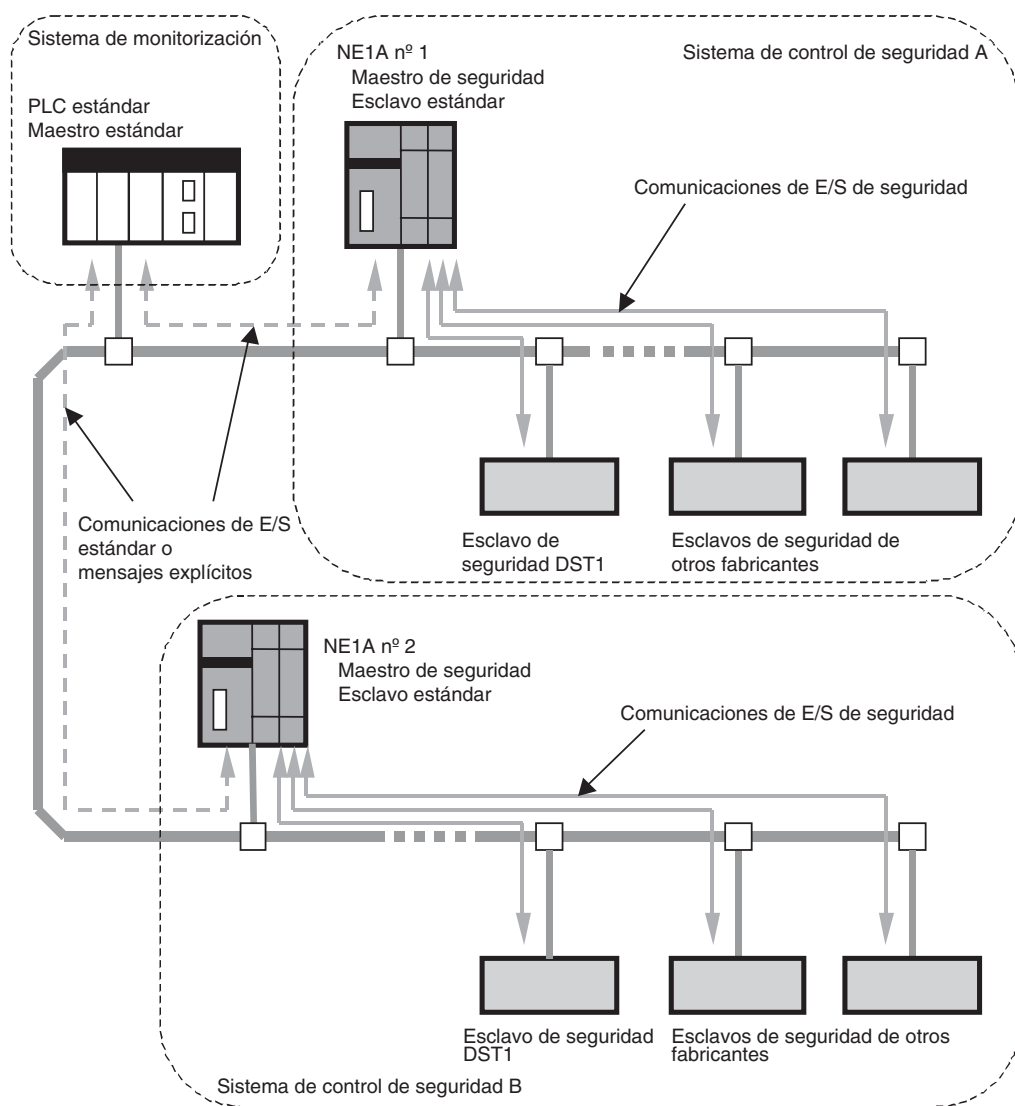 Sistema de monitorización
PLC estándar
Maestro estándar
NE1A nº 1
Maestro de seguridad
Esclavo estándar
Sistema de control de seguridad A
Comunicaciones de E/S de seguridad
Comunicaciones de E/S
estándar o
mensajes explícitos
Esclavo de
seguridad DST1
Esclavos de seguridad de
otros fabricantes
NE1A nº 2
Maestro de seguridad
Esclavo estándar
Comunicaciones de E/S de seguridad
Esclavo de seguridad
DST1
Esclavos de seguridad de otros
fabricantes
Sistema de control de seguridad B